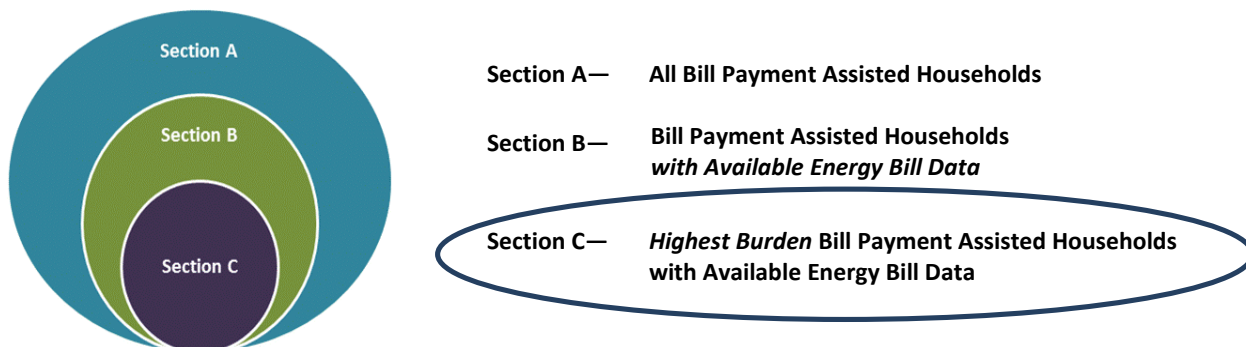 Section A
Section B
Section C
Section A— All Bill Payment Assisted Households
Section B— Bill Payment Assisted Households
with Available Energy Bill Data
Section C— Highest Burden Bill Payment Assisted Households
with Available Energy Bill Data